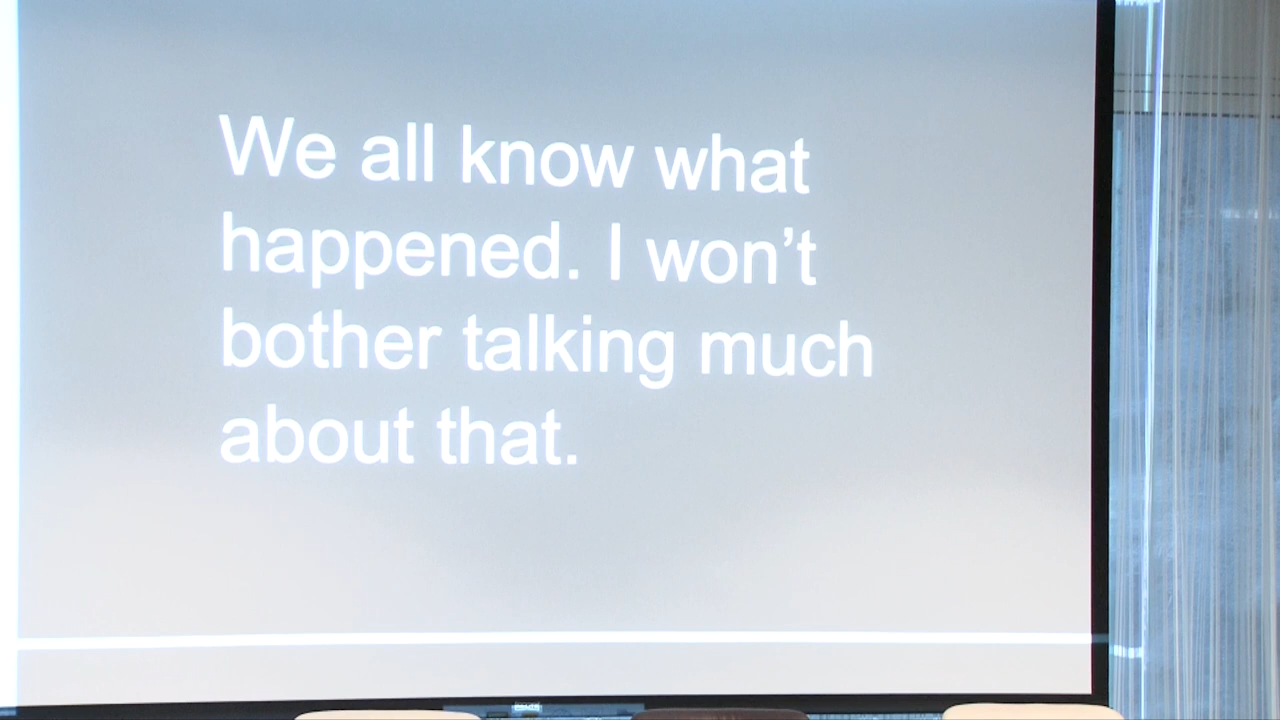 We all know what
happened. I won’t
bother talking much
about that.